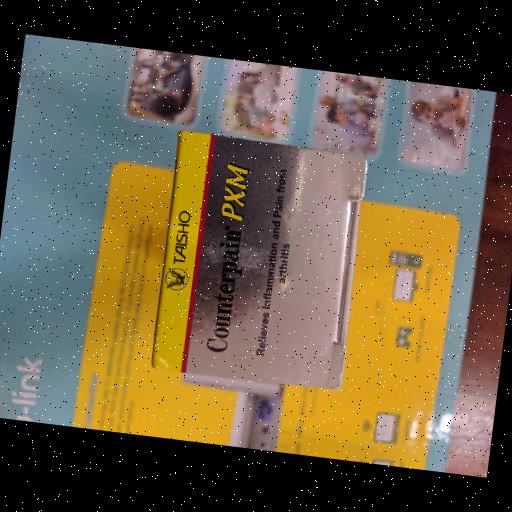 TAISHO
Counterpain® PXM
Relieves Inflammation and Pain from
arthritis
-link